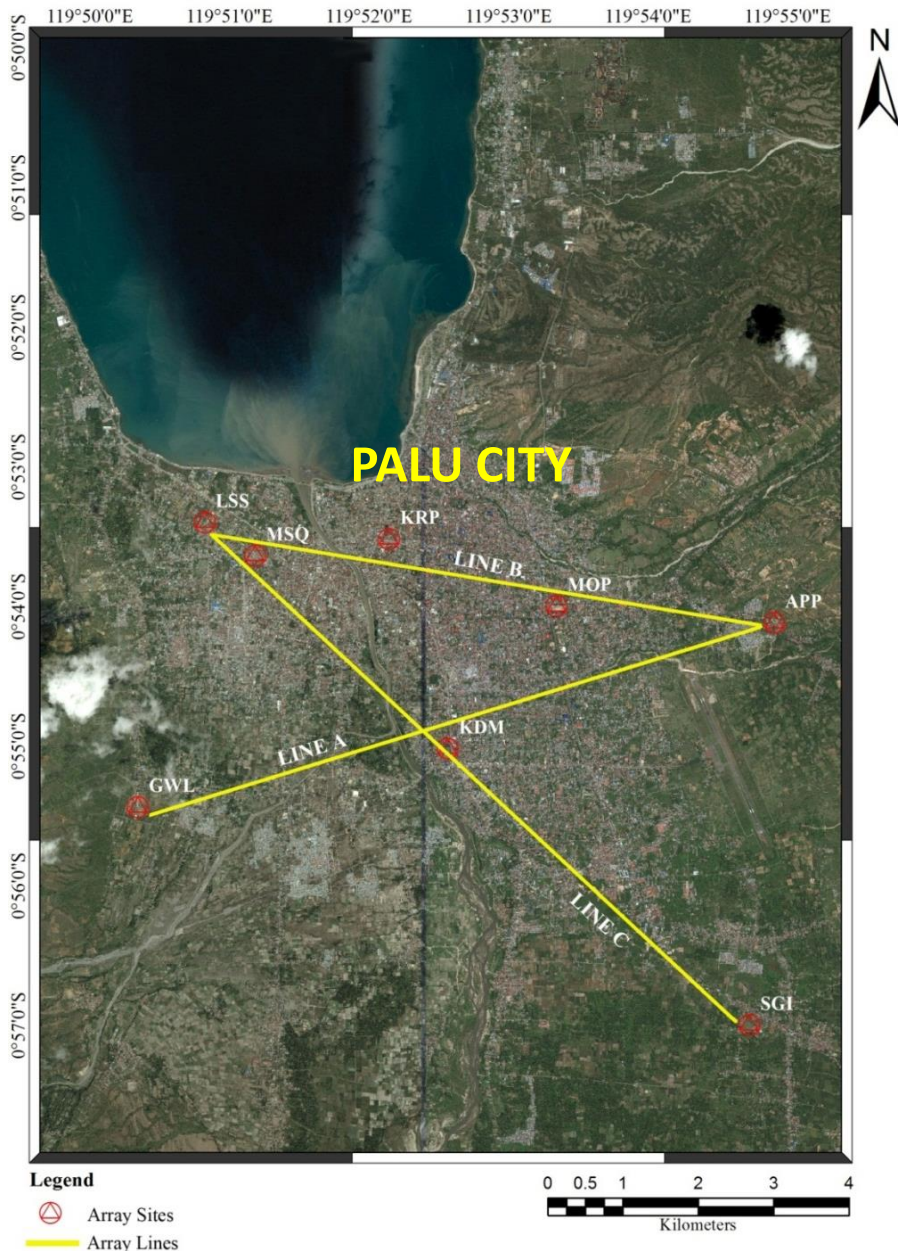 119°50'0"E 119°51'0"E 119°52'0"E 119°53'0"E 119°54'0"E 119°55'0"E
N
0°50'0"S
0°51'0"S
0°52'0"S
0°53'0"S
0°54'0"S
0°55'0"S
0°56'0"S
0°57'0"S
PALU CITY
LSS
MSQ
KRP
LINE B
MOP
APP
KDM
LINE A
GWL
LINE C
SGI
Legend
Array Sites
Array Lines
0 0.5 1 2 3 4
Kilometers